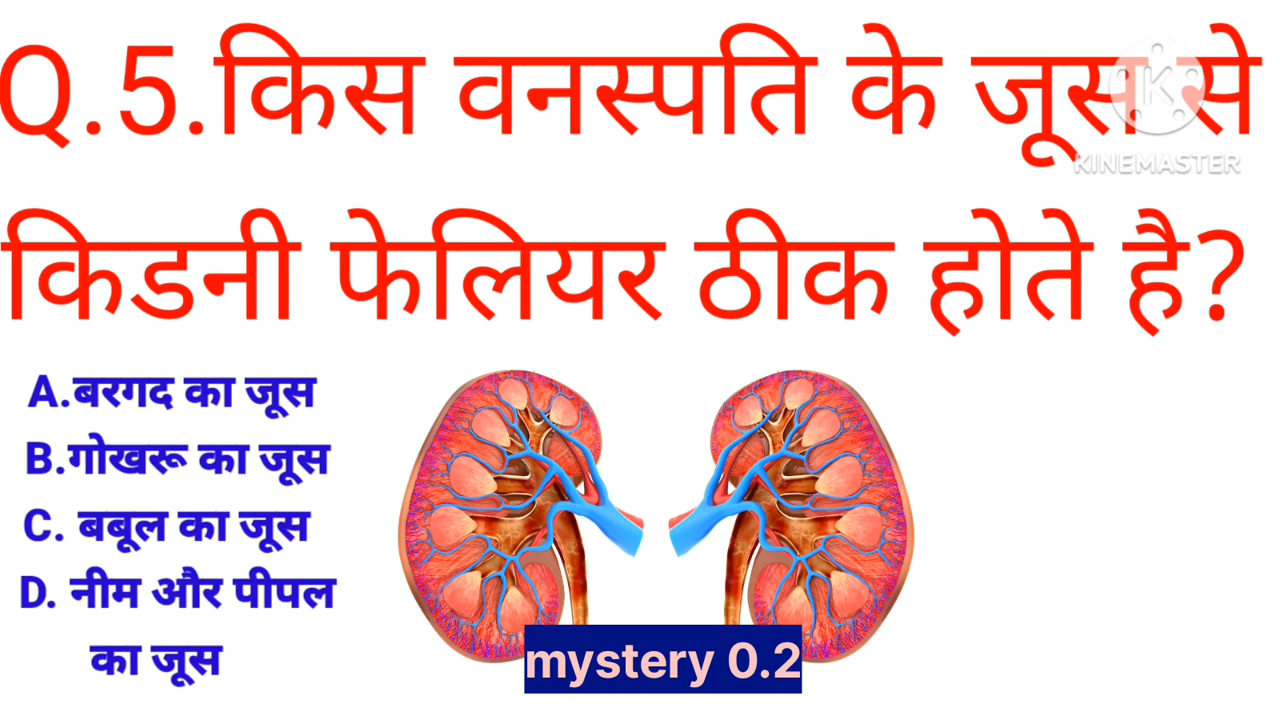 Q.5.किस वनस्पति के जूस से
KINEMASTER
किडनी फेलियर ठीक होते है?
A.बरगद का जूस
B.गोखरू का जूस
C. बबूल का जूस
D. नीम और पीपल
का जूस
mystery 0.2